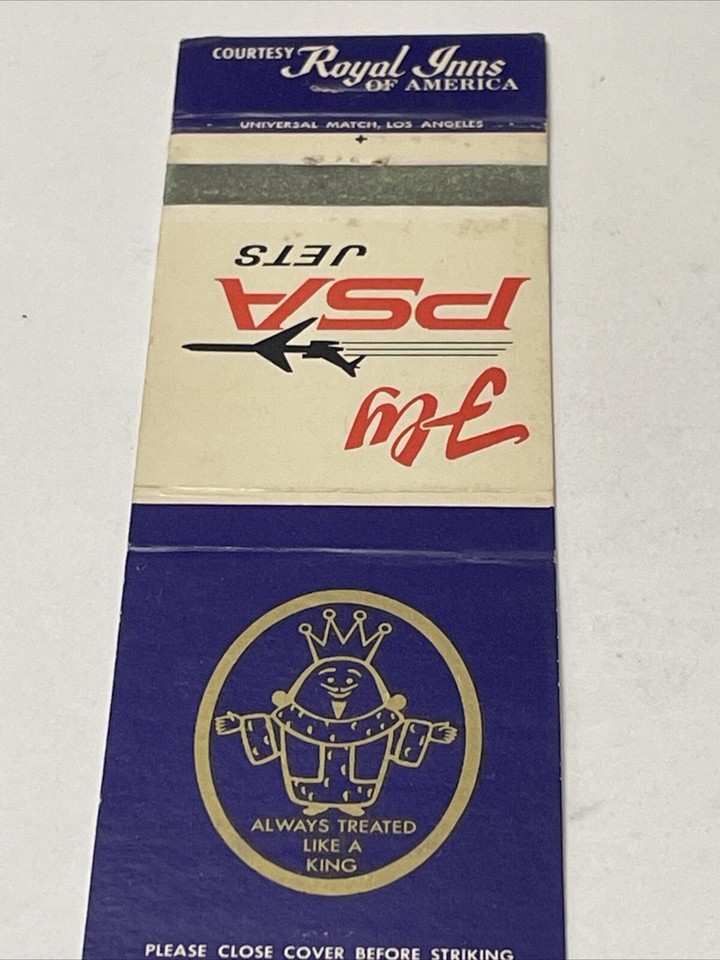 COURTESY Royal Inns
OF AMERICA
UNIVERSAL MATCH, LOS ANGELES
Fly
PSA
JETS
ALWAYS TREATED
LIKE A
KING
PLEASE CLOSE COVER BEFORE STRIKING